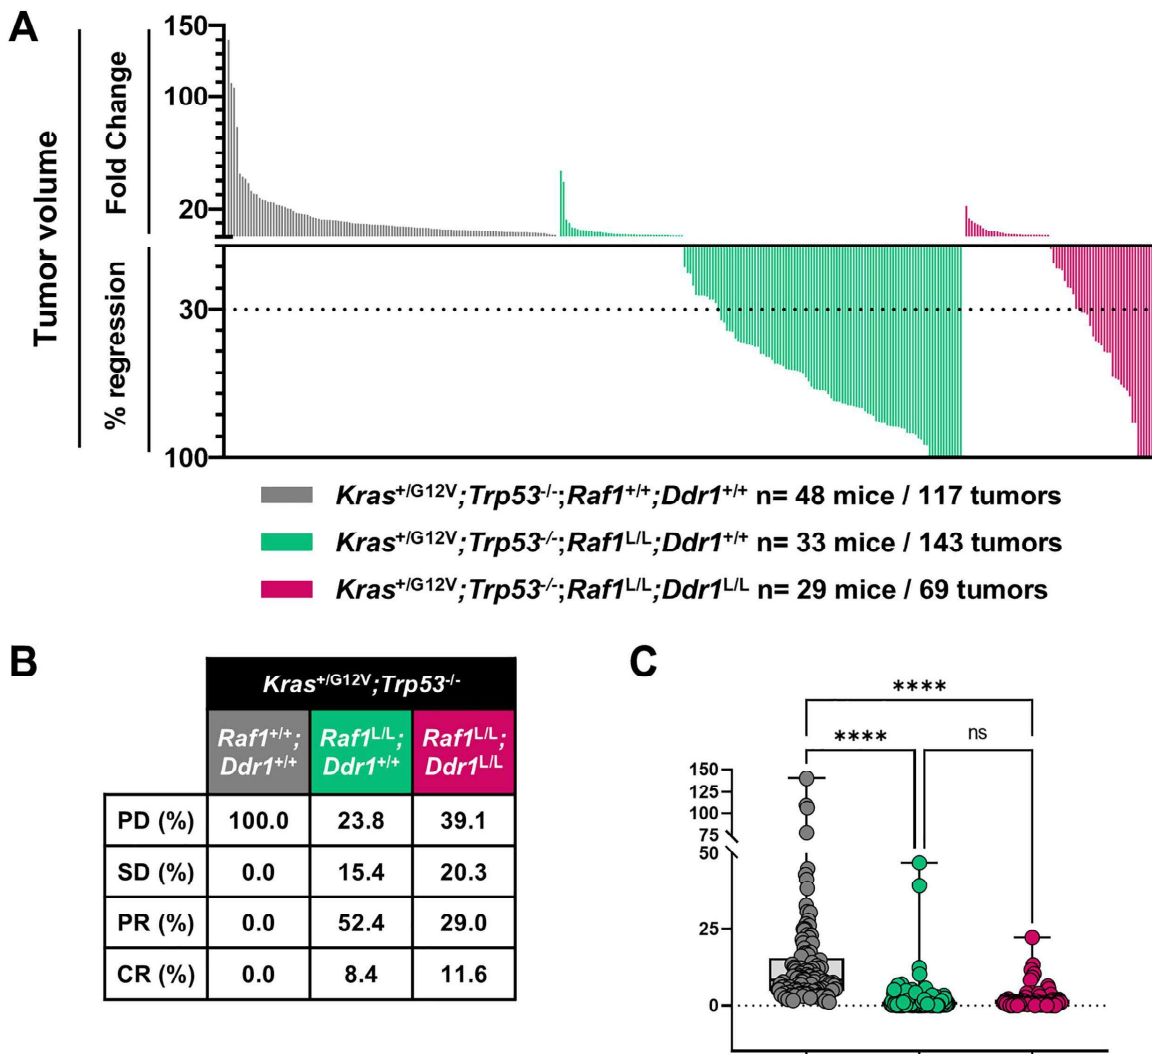 A
Tumor volume
Fold Change
150
100
20
% regression
30
100
Kras+/G12V;Trp53-/-;Raf1+/+;Ddr1+/+ n= 48 mice / 117 tumors
Kras+/G12V;Trp53-/-;Raf1L/L;Ddr1+/+ n= 33 mice / 143 tumors
Kras+/G12V;Trp53-/-;Raf1L/L;Ddr1L/L n= 29 mice / 69 tumors
B
Kras+/G12V;Trp53-/-
Raf1+/+; Raf1L/L; Raf1L/L;
Ddr1+/+ Ddr1+/+ Ddr1L/L
PD (%) 100.0 23.8 39.1
SD (%) 0.0 15.4 20.3
PR (%) 0.0 52.4 29.0
CR (%) 0.0 8.4 11.6
C
****
**** ns
150
125
100
75
50
25
0